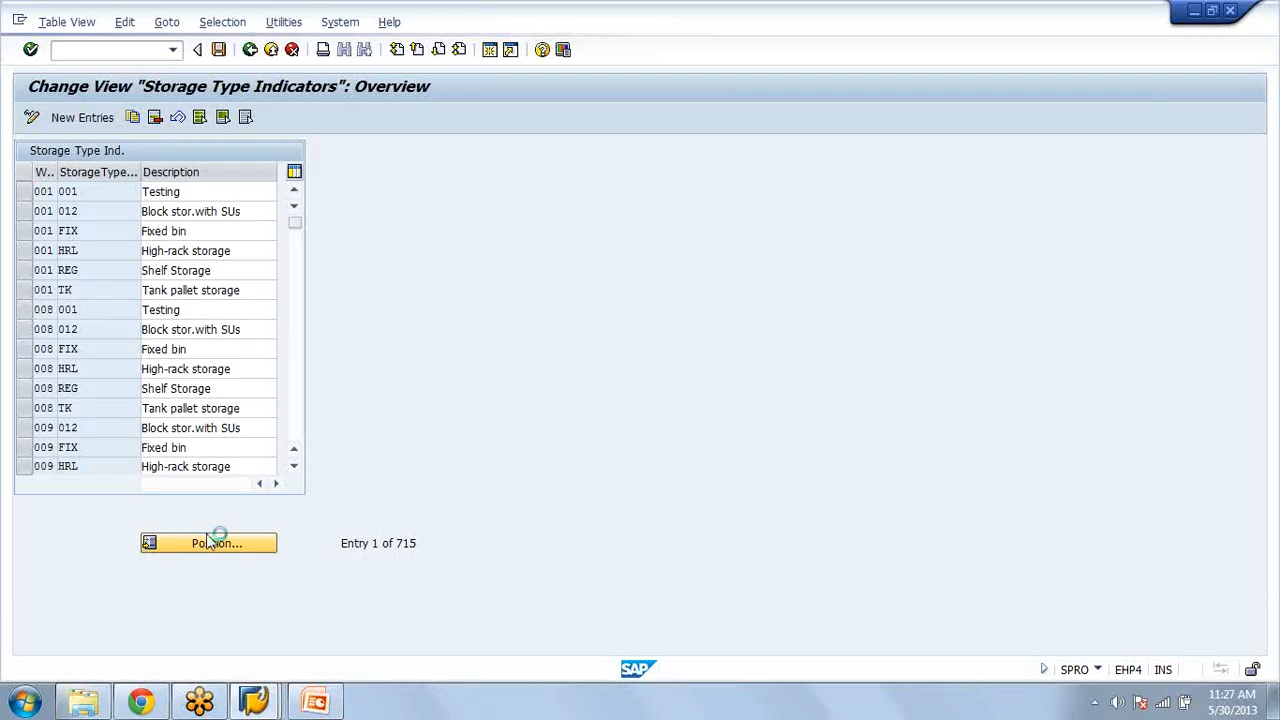 Table View Edit Goto Selection Utilities System Help
Change View "Storage Type Indicators": Overview
New Entries
Storage Type Ind.
W.. StorageType... Description
001 001 Testing
001 012 Block stor.with SUs
001 FIX Fixed bin
001 HRL High-rack storage
001 REG Shelf Storage
001 TK Tank pallet storage
008 001 Testing
008 012 Block stor.with SUs
008 FIX Fixed bin
008 HRL High-rack storage
008 REG Shelf Storage
008 TK Tank pallet storage
009 012 Block stor.with SUs
009 FIX Fixed bin
009 HRL High-rack storage
Position... Entry 1 of 715
SAP
SPRO EHP4 INS
11:27 AM
5/30/2013